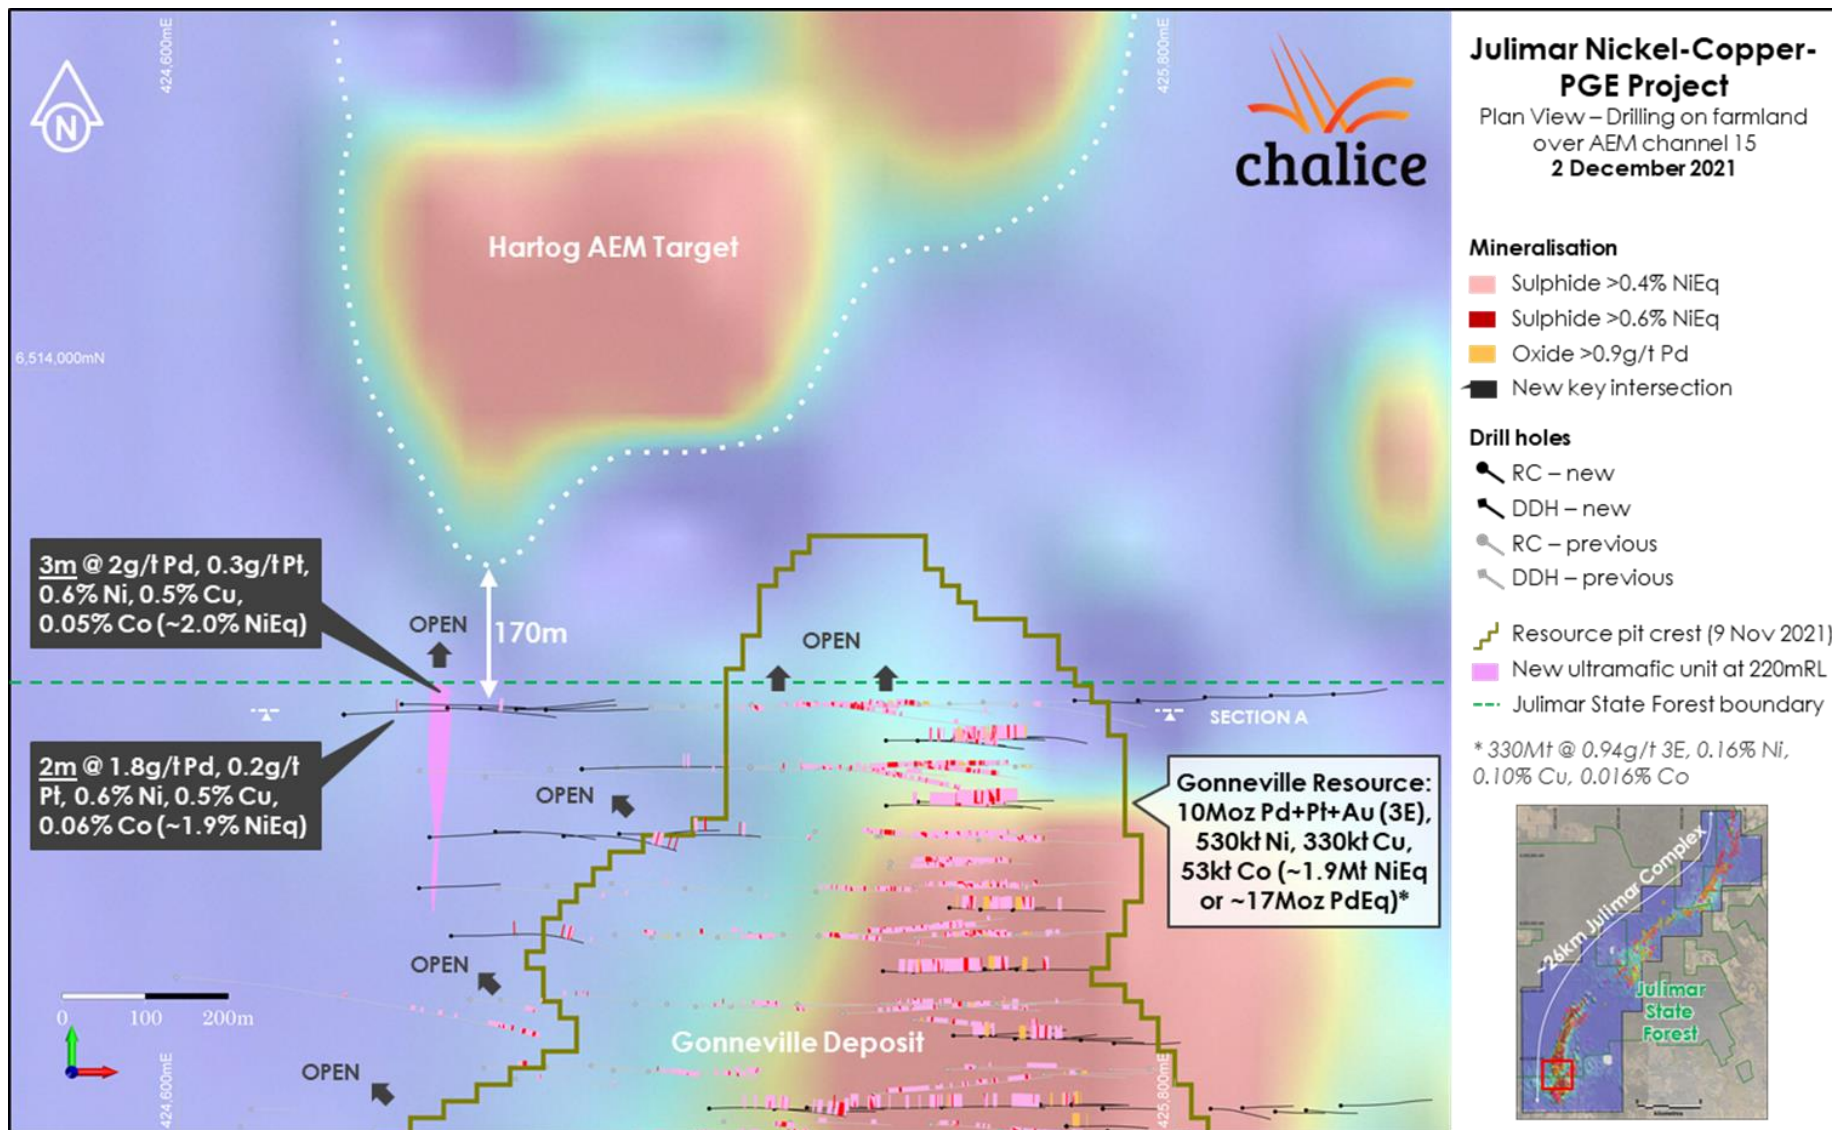 424,600mE
425,800mE
N
Hartog AEM Target
chalice
6,514,000mN
3m @ 2g/t Pd, 0.3g/t Pt,
0.6% Ni, 0.5% Cu,
0.05% Co (~2.0% NiEq)
OPEN
170m
OPEN
SECTION A
2m @ 1.8g/t Pd, 0.2g/t
Pt, 0.6% Ni, 0.5% Cu,
0.06% Co (~1.9% NiEq)
OPEN
Gonneville Resource:
10Moz Pd+Pt+Au (3E),
530kt Ni, 330kt Cu,
53kt Co (~1.9Mt NiEq
or ~17Moz PdEq)*
OPEN
0 100 200m
Gonneville Deposit
OPEN
424,600mE
425,800mE
Julimar Nickel-Copper-
PGE Project
Plan View – Drilling on farmland
over AEM channel 15
2 December 2021
Mineralisation
Sulphide >0.4% NiEq
Sulphide >0.6% NiEq
Oxide >0.9g/t Pd
New key intersection
Drill holes
RC – new
DDH – new
RC – previous
DDH – previous
Resource pit crest (9 Nov 2021)
New ultramafic unit at 220mRL
Julimar State Forest boundary
* 330Mt @ 0.94g/t 3E, 0.16% Ni,
0.10% Cu, 0.016% Co
~26km Julimar Complex
Julimar
State
Forest